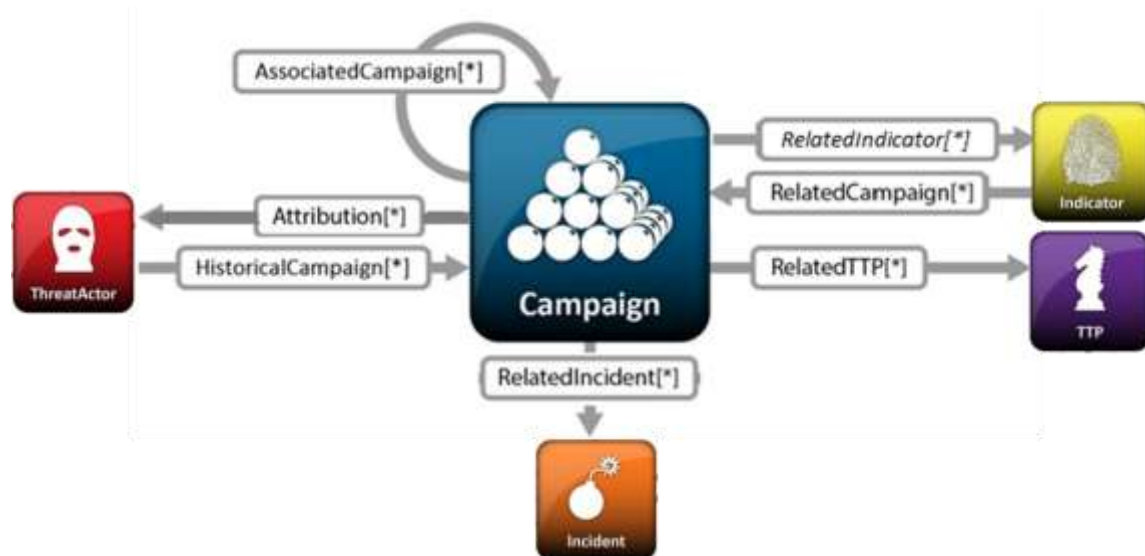 AssociatedCampaign[*]
RelatedIndicator[*]
RelatedCampaign[*]
Indicator
Attribution[*]
HistoricalCampaign[*]
ThreatActor
Campaign
RelatedTTP[*]
TTP
RelatedIncident[*]
Incident